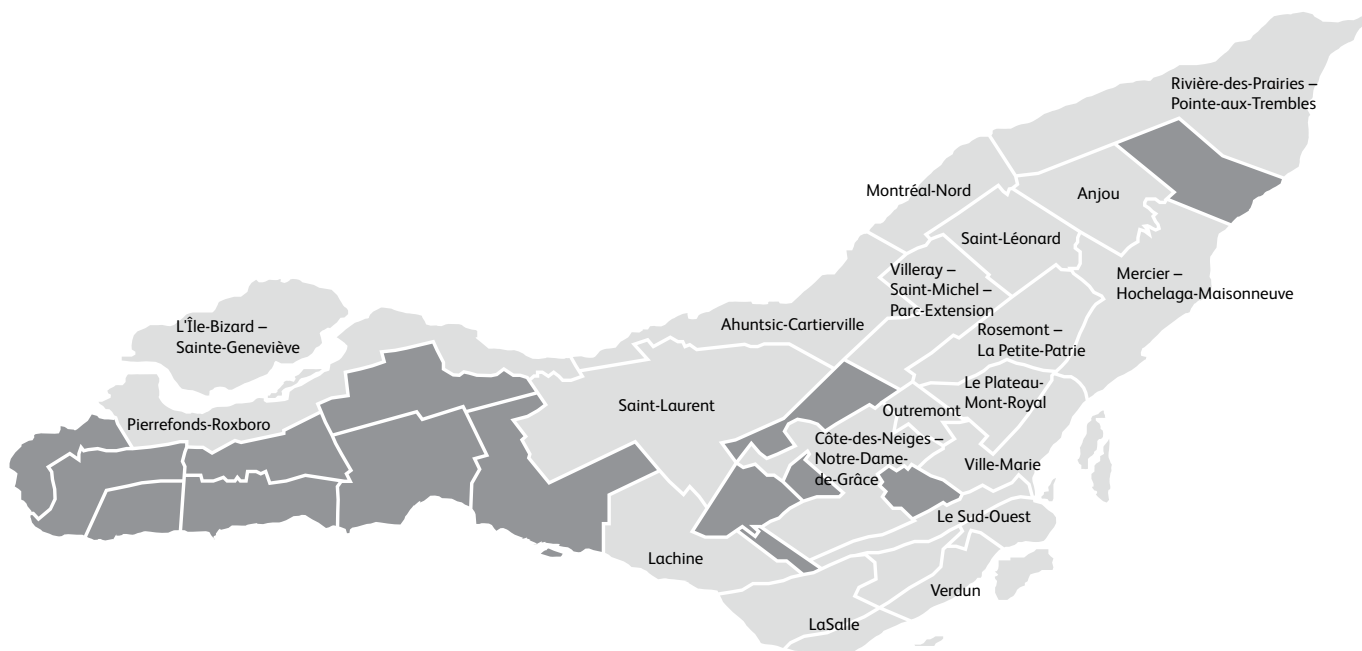 Rivière-des-Prairies –
Pointe-aux-Trembles
Montréal-Nord
Anjou
Saint-Léonard
Villeray –
Saint-Michel –
Parc-Extension
Mercier –
Hochelaga-Maisonneuve
L'Île-Bizard –
Sainte-Geneviève
Ahuntsic-Cartierville
Rosemont –
La Petite-Patrie
Le Plateau-
Mont-Royal
Saint-Laurent
Outremont
Pierrefonds-Roxboro
Côte-des-Neiges –
Notre-Dame-
de-Grâce
Ville-Marie
Le Sud-Ouest
Lachine
Verdun
LaSalle